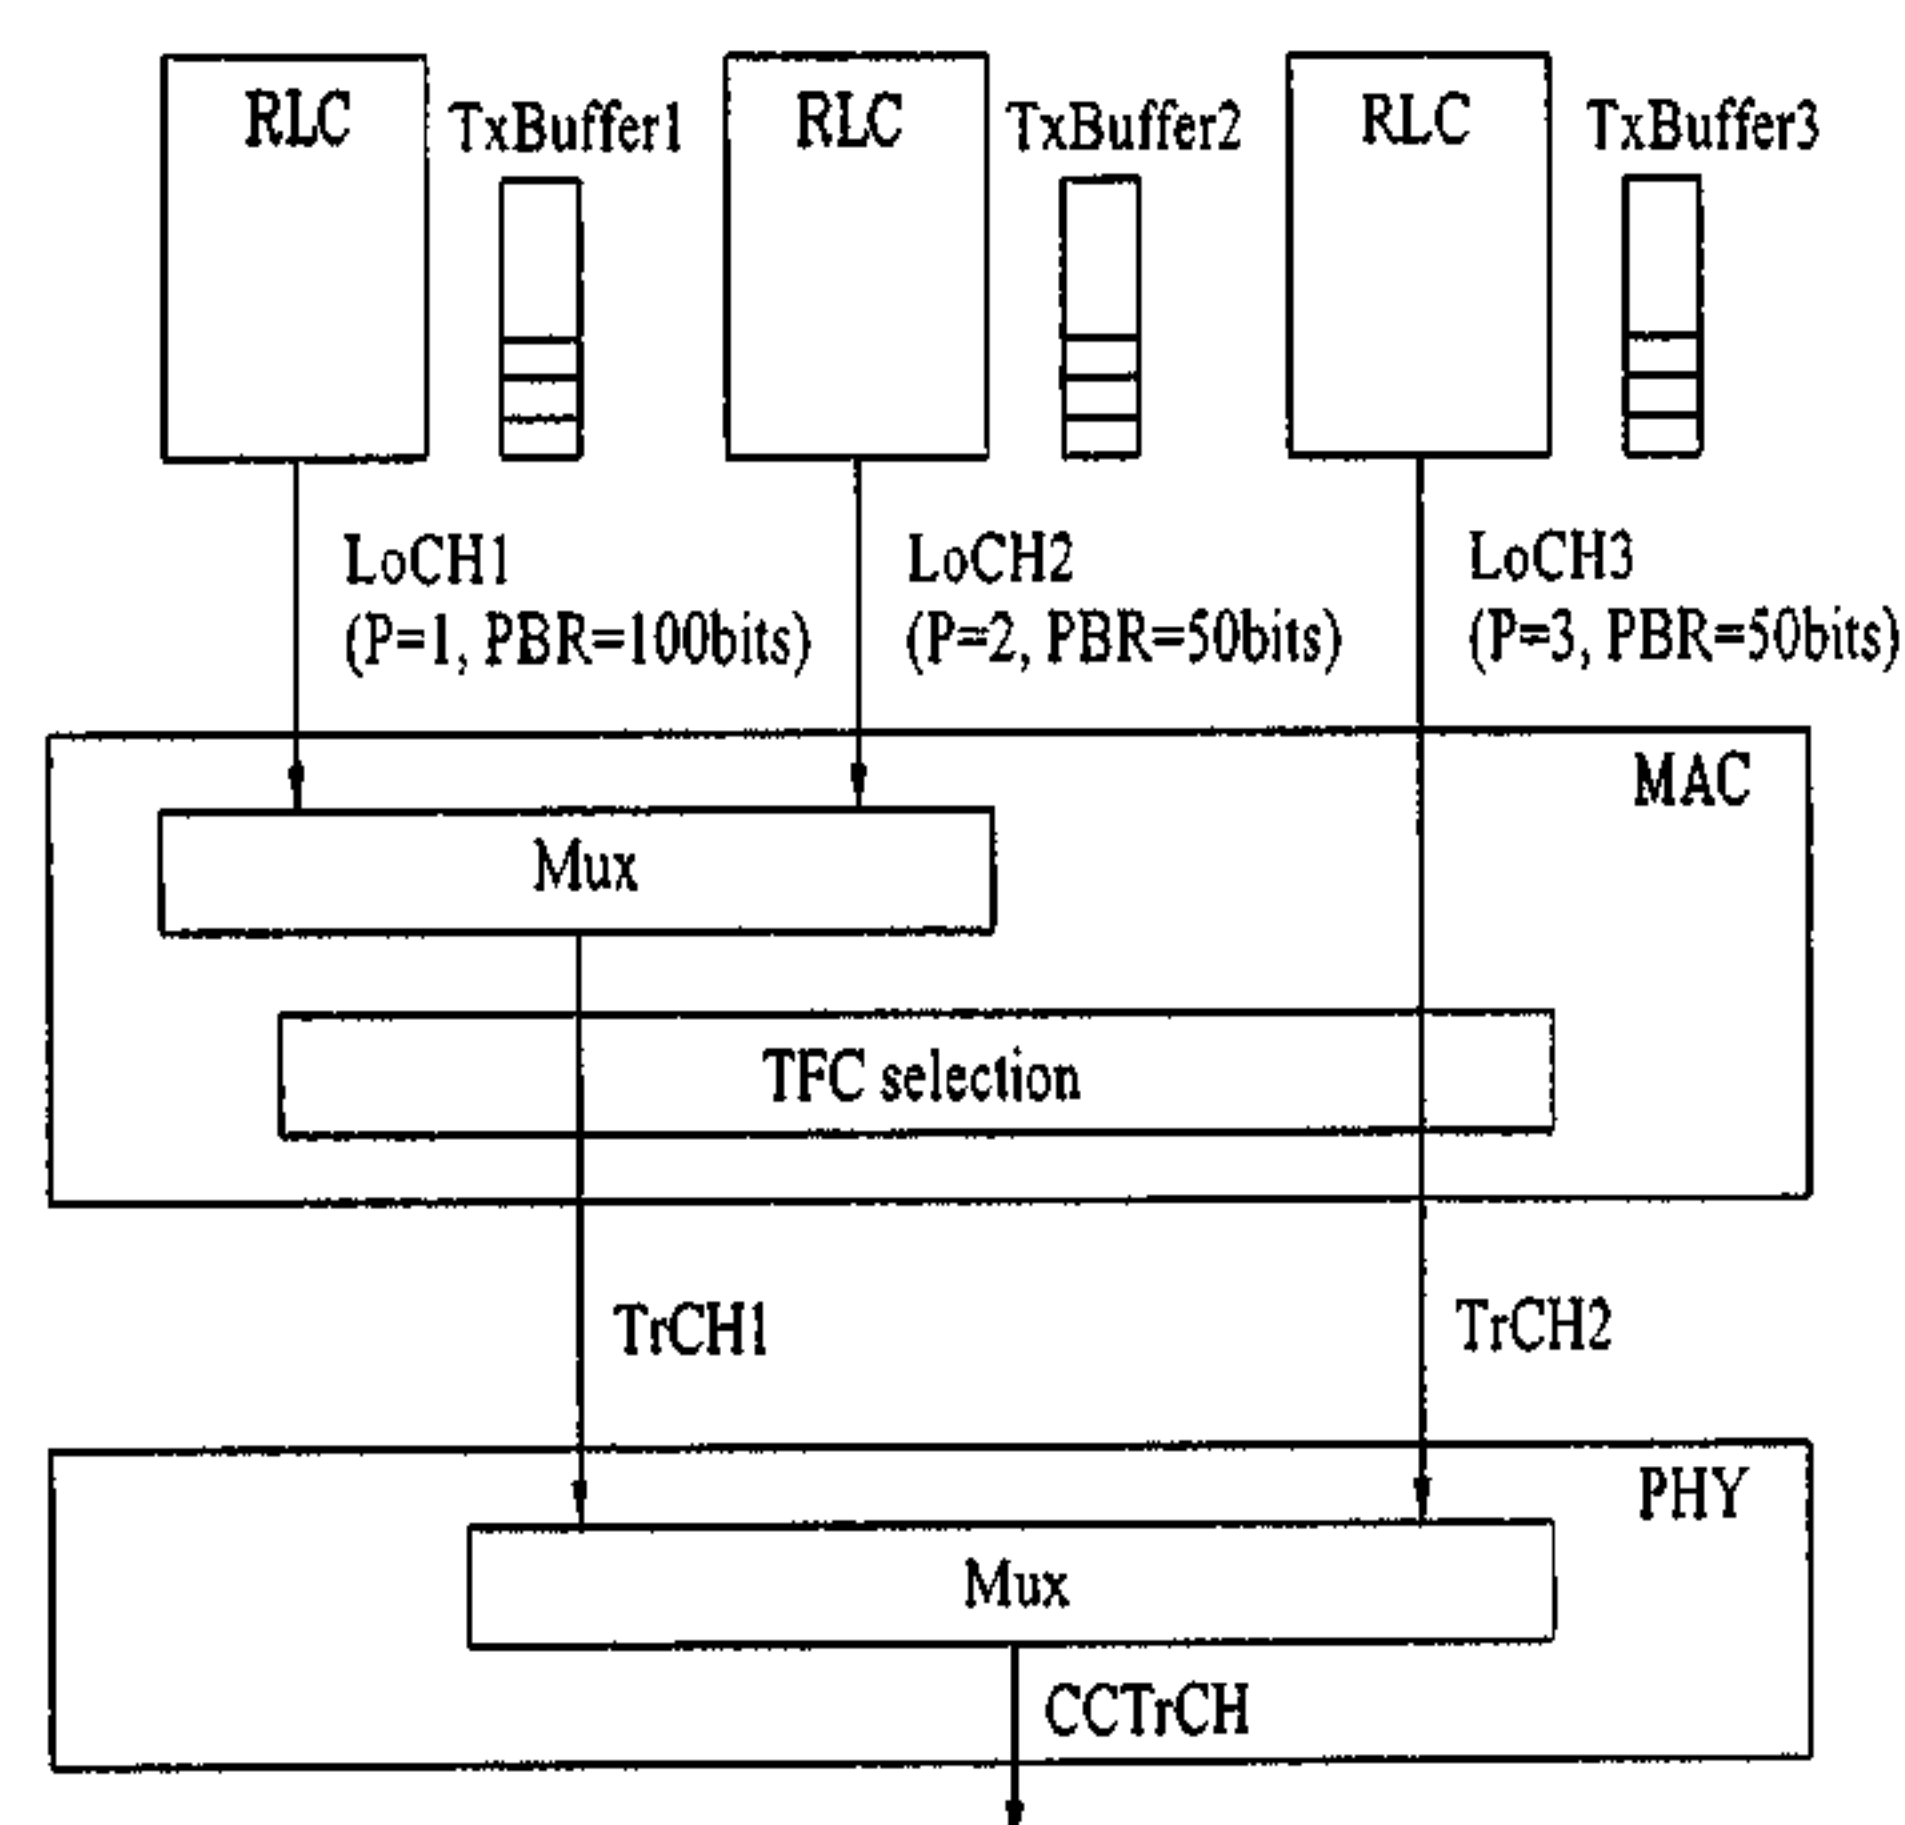 RLC
TxBuffer1
RLC
TxBuffer2
RLC
TxBuffer3
LoCH1
(P=1, PBR=100bits)
LoCH2
(P=2, PBR=50bits)
LoCH3
(P=3, PBR=50bits)
MAC
Mux
TFC selection
TrCH1
TrCH2
PHY
Mux
CCTrCH